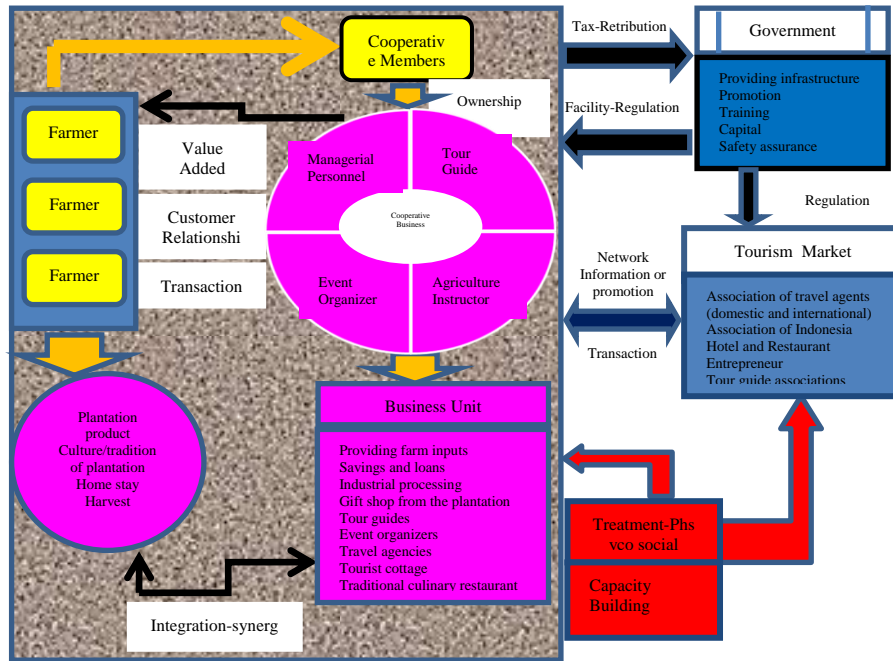 Cooperativ
e Members
Ownership
Farmer
Farmer
Farmer
Value
Added
Customer
Relationshi
Transaction
Managerial
Personnel
Tour
Guide
Cooperative
Business
Event
Organizer
Agriculture
Instructor
Plantation
product
Culture/tradition
of plantation
Home stay
Harvest
Business Unit
Providing farm inputs
Savings and loans
Industrial processing
Gift shop from the plantation
Tour guides
Event organizers
Travel agencies
Tourist cottage
Traditional culinary restaurant
Integration-synerg
Tax-Retribution
Facility-Regulation
Government
Providing infrastructure
Promotion
Training
Capital
Safety assurance
Regulation
Network
Information or
promotion
Transaction
Tourism Market
Association of travel agents
(domestic and international)
Association of Indonesia
Hotel and Restaurant
Entrepreneur
Tour guide associations
Treatment-Phs
yco social
Capacity
Building